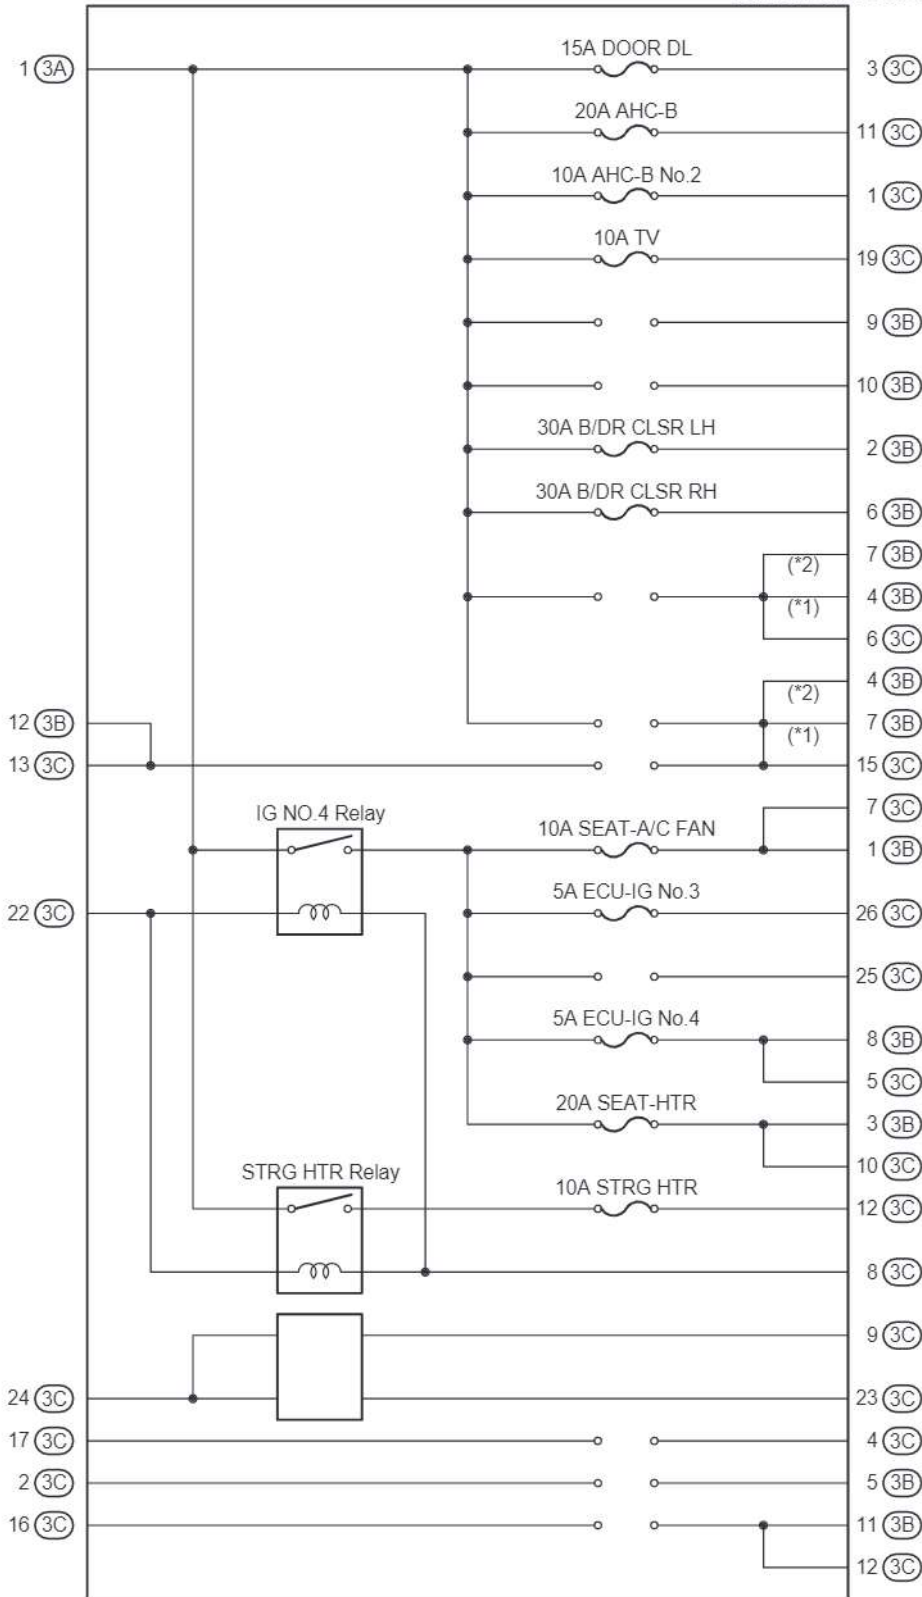 15A DOOR DL
1 3A
3 3C
20A AHC-B
11 3C
10A AHC-B No.2
1 3C
10A TV
19 3C
9 3B
10 3B
30A B/DR CLSR LH
2 3B
30A B/DR CLSR RH
6 3B
7 3B
(*2)
4 3B
(*1)
6 3C
4 3B
(*2)
12 3B
7 3B
(*1)
13 3C
15 3C
7 3C
IG NO.4 Relay
10A SEAT-A/C FAN
1 3B
5A ECU-IG No.3
22 3C
26 3C
25 3C
5A ECU-IG No.4
8 3B
5 3C
20A SEAT-HTR
3 3B
10 3C
STRG HTR Relay
10A STRG HTR
12 3C
8 3C
9 3C
24 3C
23 3C
17 3C
4 3C
2 3C
5 3B
16 3C
11 3B
12 3C